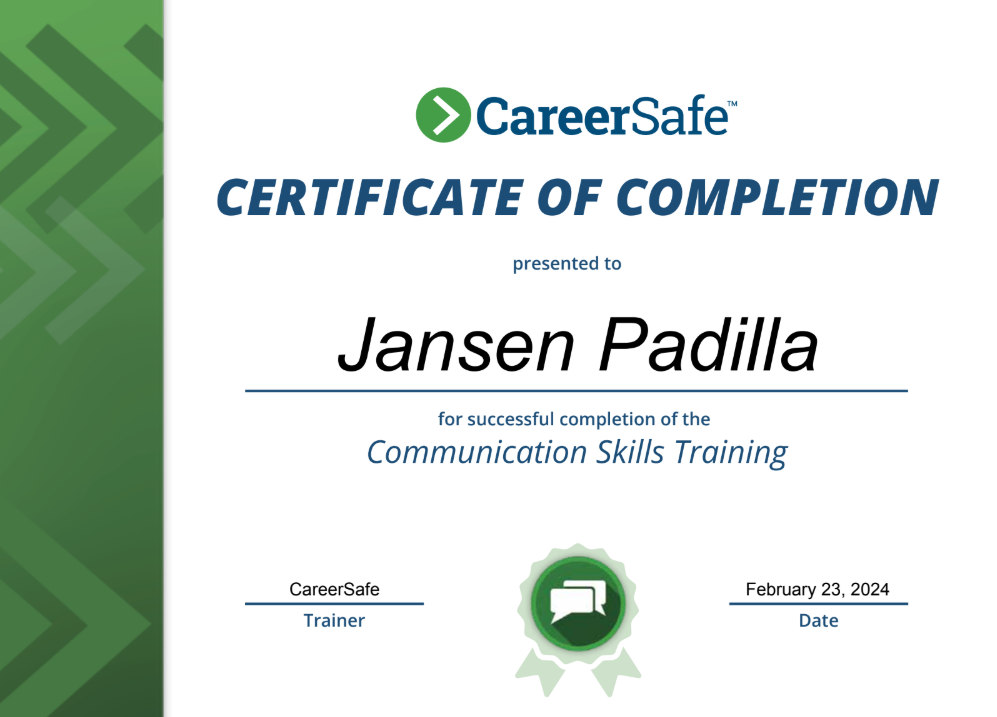 CareerSafe™
CERTIFICATE OF COMPLETION
presented to
Jansen Padilla
for successful completion of the
Communication Skills Training
CareerSafe
Trainer
February 23, 2024
Date